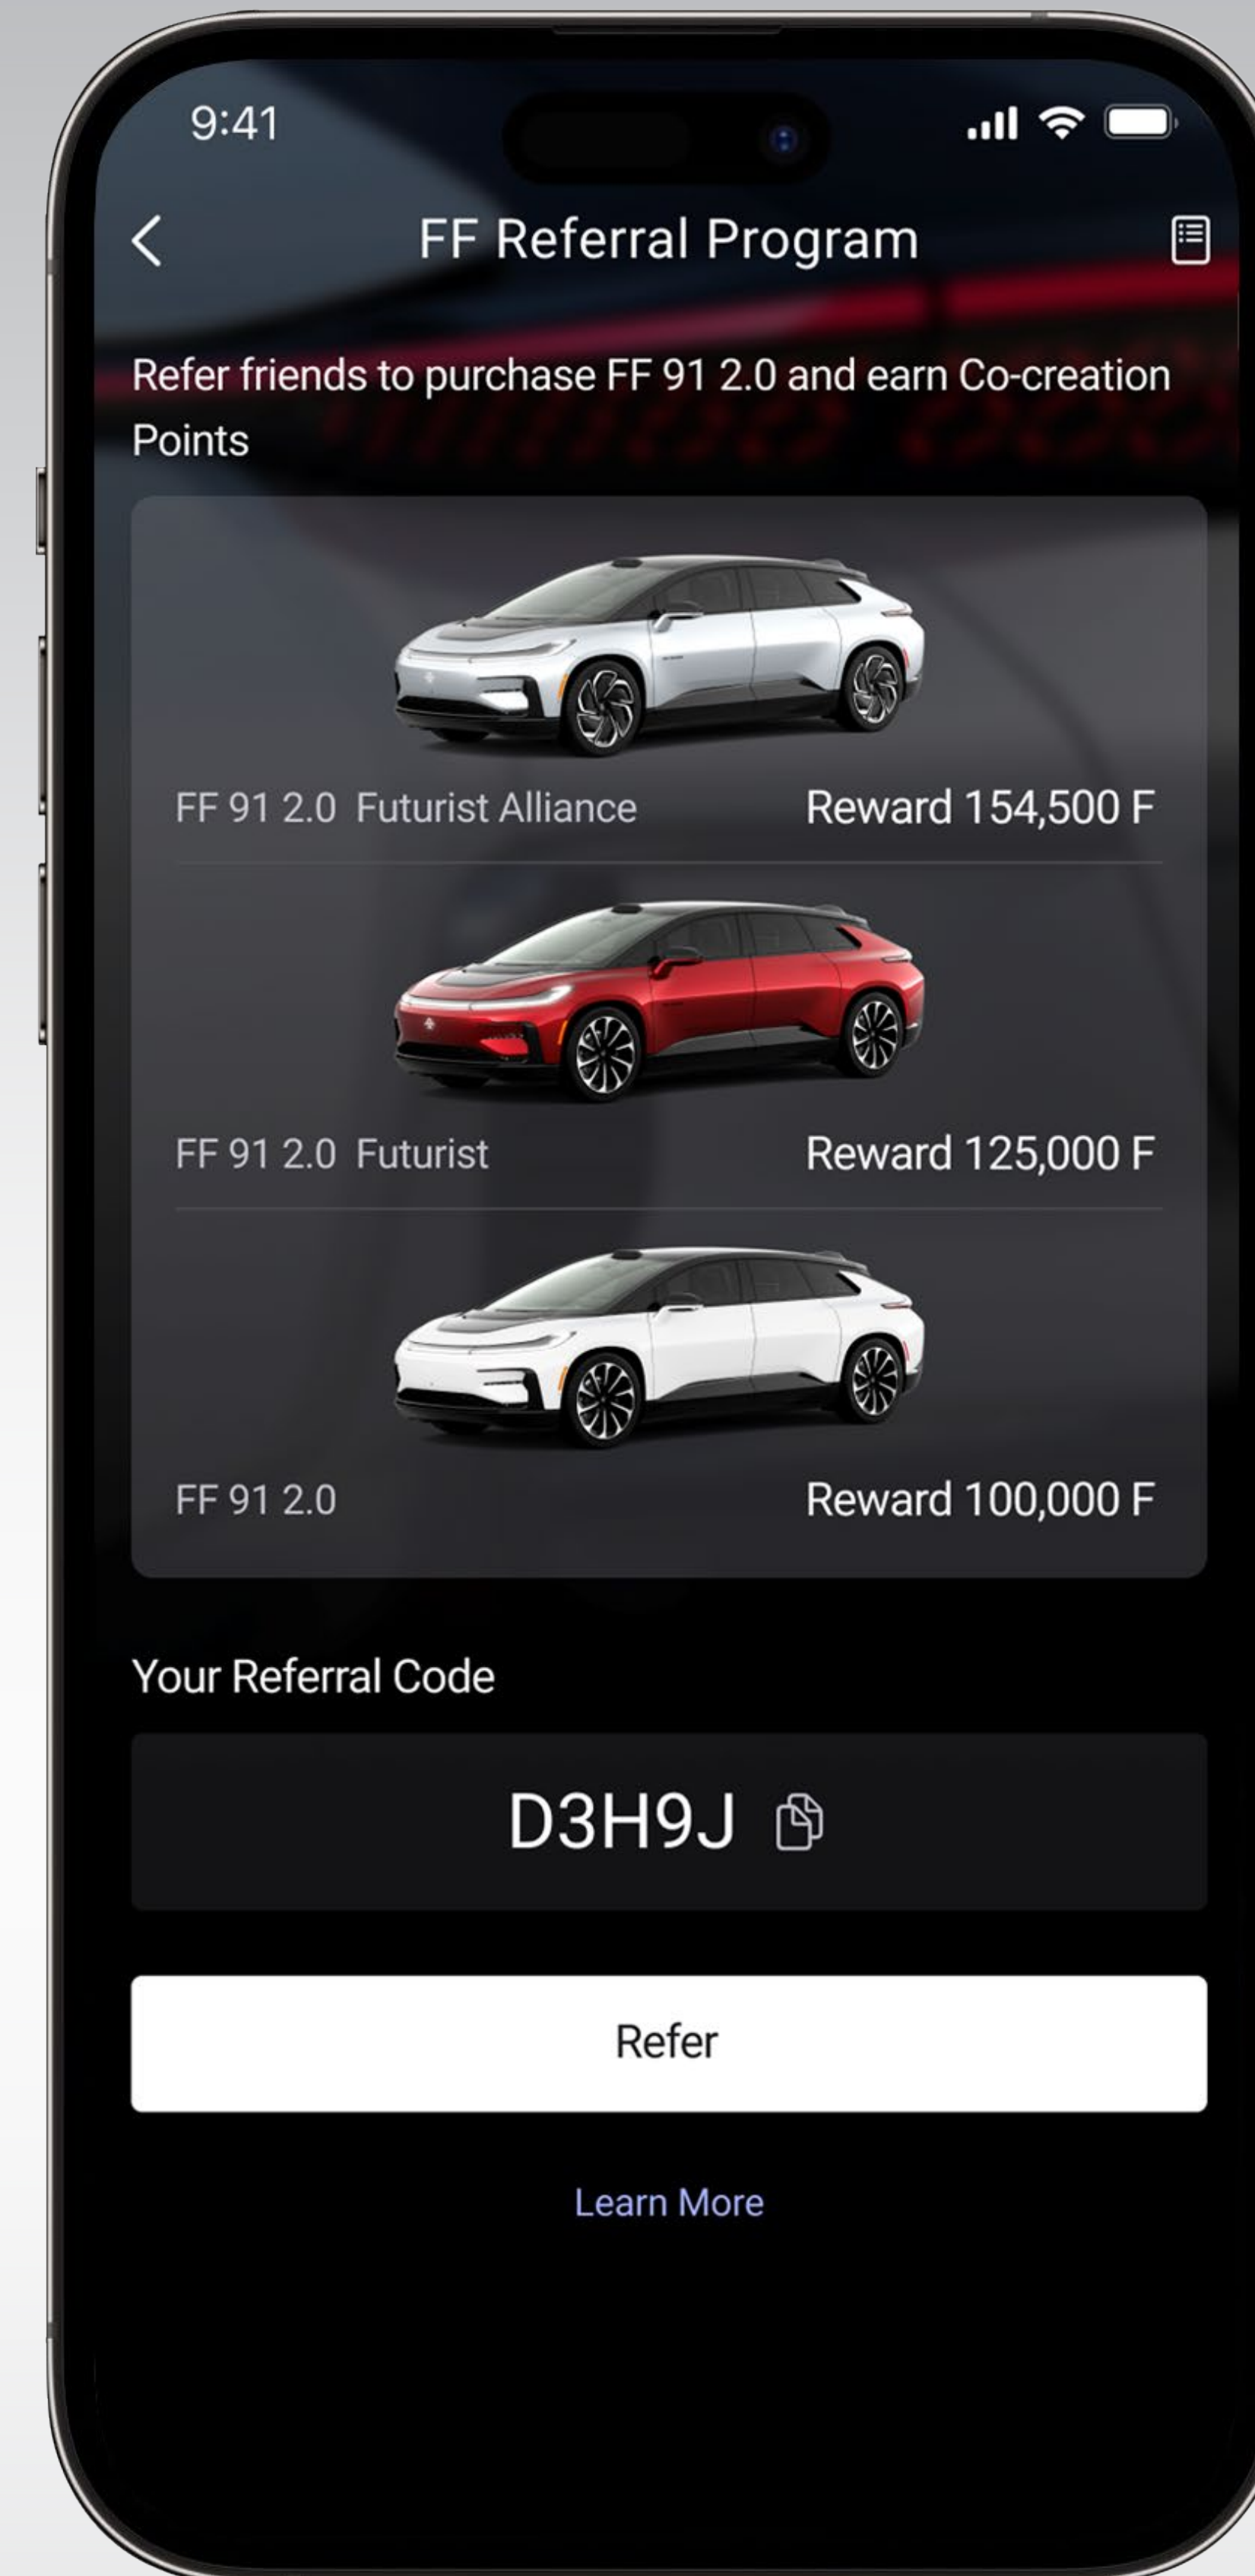 9:41
FF Referral Program
Refer friends to purchase FF 91 2.0 and earn Co-creation
Points
FF 91 2.0 Futurist Alliance Reward 154,500 F
FF 91 2.0 Futurist Reward 125,000 F
FF 91 2.0 Reward 100,000 F
Your Referral Code
D3H9J
Refer
Learn More